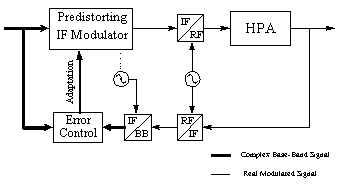 Predistorting
IF Modulator
IF
RF
HPA
Adaptation
Error
Control
IF
BB
RF
IF
Complex Base-Band Signal
Real Modulated Signal